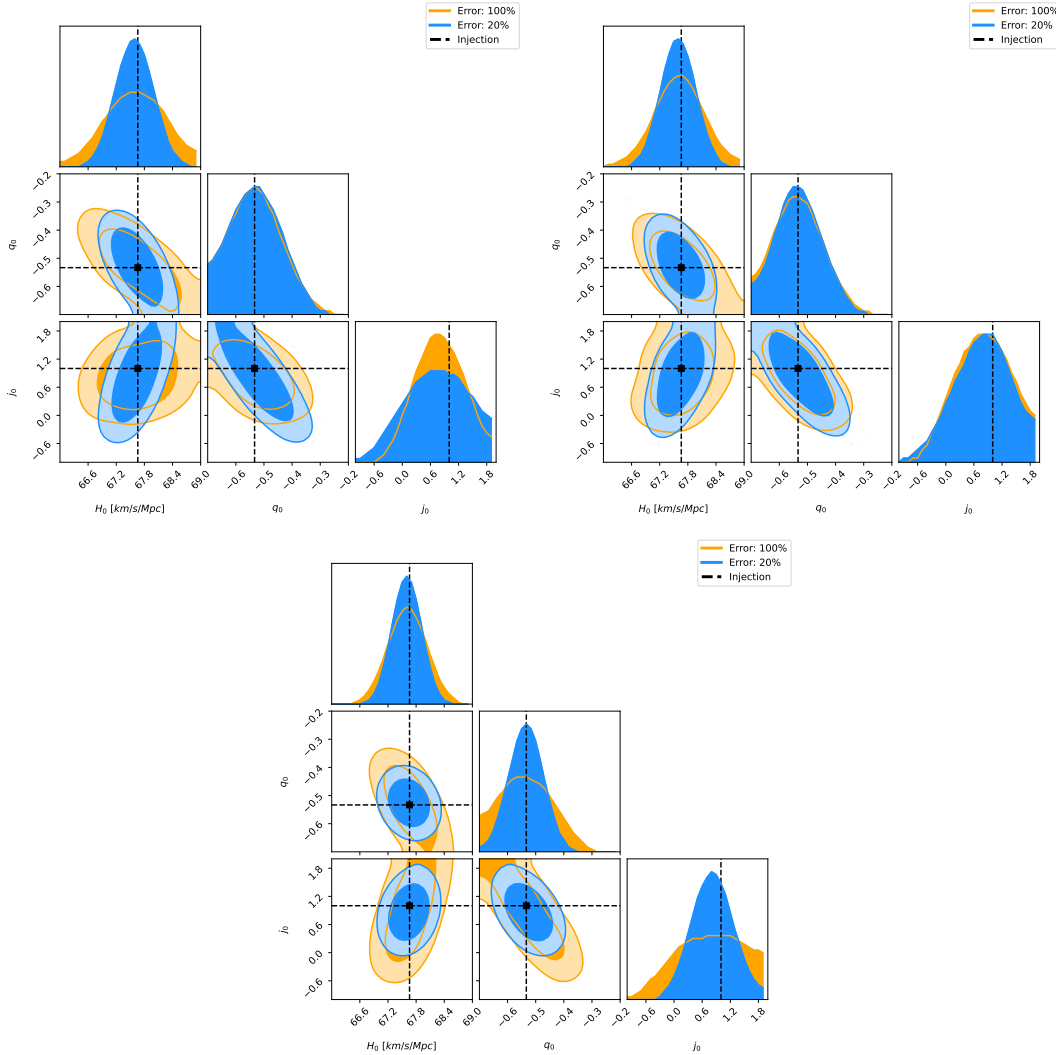 Error: 100%
Error: 20%
Injection
−0.2
−0.3
−0.4
−0.5
−0.6
q₀
1.8
1.2
0.6
0.0
−0.6
j₀
66.6 67.2 67.8 68.4 69.0
H₀ [km/s/Mpc]
−0.6 −0.5 −0.4 −0.3 −0.2
q₀
−0.6 0.0 0.6 1.2 1.8
j₀
Error: 100%
Error: 20%
Injection
−0.2
−0.3
−0.4
−0.5
−0.6
q₀
1.8
1.2
0.6
0.0
−0.6
j₀
66.6 67.2 67.8 68.4 69.0
H₀ [km/s/Mpc]
−0.6 −0.5 −0.4 −0.3 −0.2
q₀
−0.6 0.0 0.6 1.2 1.8
j₀
Error: 100%
Error: 20%
Injection
−0.2
−0.3
−0.4
−0.5
−0.6
q₀
1.8
1.2
0.6
0.0
−0.6
j₀
66.6 67.2 67.8 68.4 69.0
H₀ [km/s/Mpc]
−0.6 −0.5 −0.4 −0.3 −0.2
q₀
−0.6 0.0 0.6 1.2 1.8
j₀